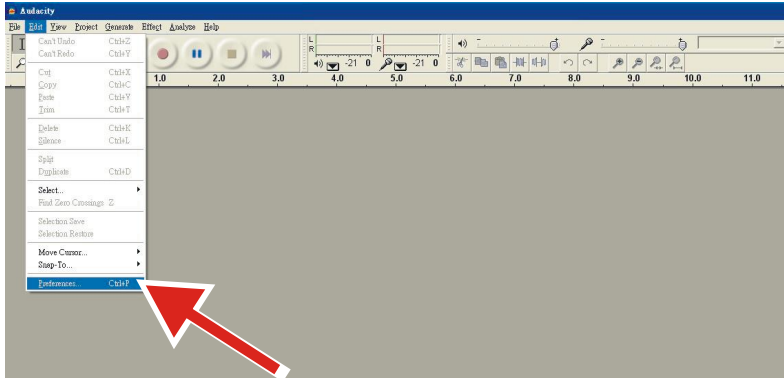 Audacity
File Edit View Project Generate Effect Analyze Help
Can't Undo Ctrl+Z
Can't Redo Ctrl+Y
Cut Ctrl+X
Copy Ctrl+C
Paste Ctrl+V
Trim Ctrl+T
Delete Ctrl+K
Silence Ctrl+L
Split
Duplicate Ctrl+D
Select...
Find Zero Crossings Z
Selection Save
Selection Restore
Move Cursor...
Snap-To...
Preferences... Ctrl+P
L
R
L
R
-21 0
-21 0
1.0 2.0 3.0 4.0 5.0 6.0 7.0 8.0 9.0 10.0 11.0